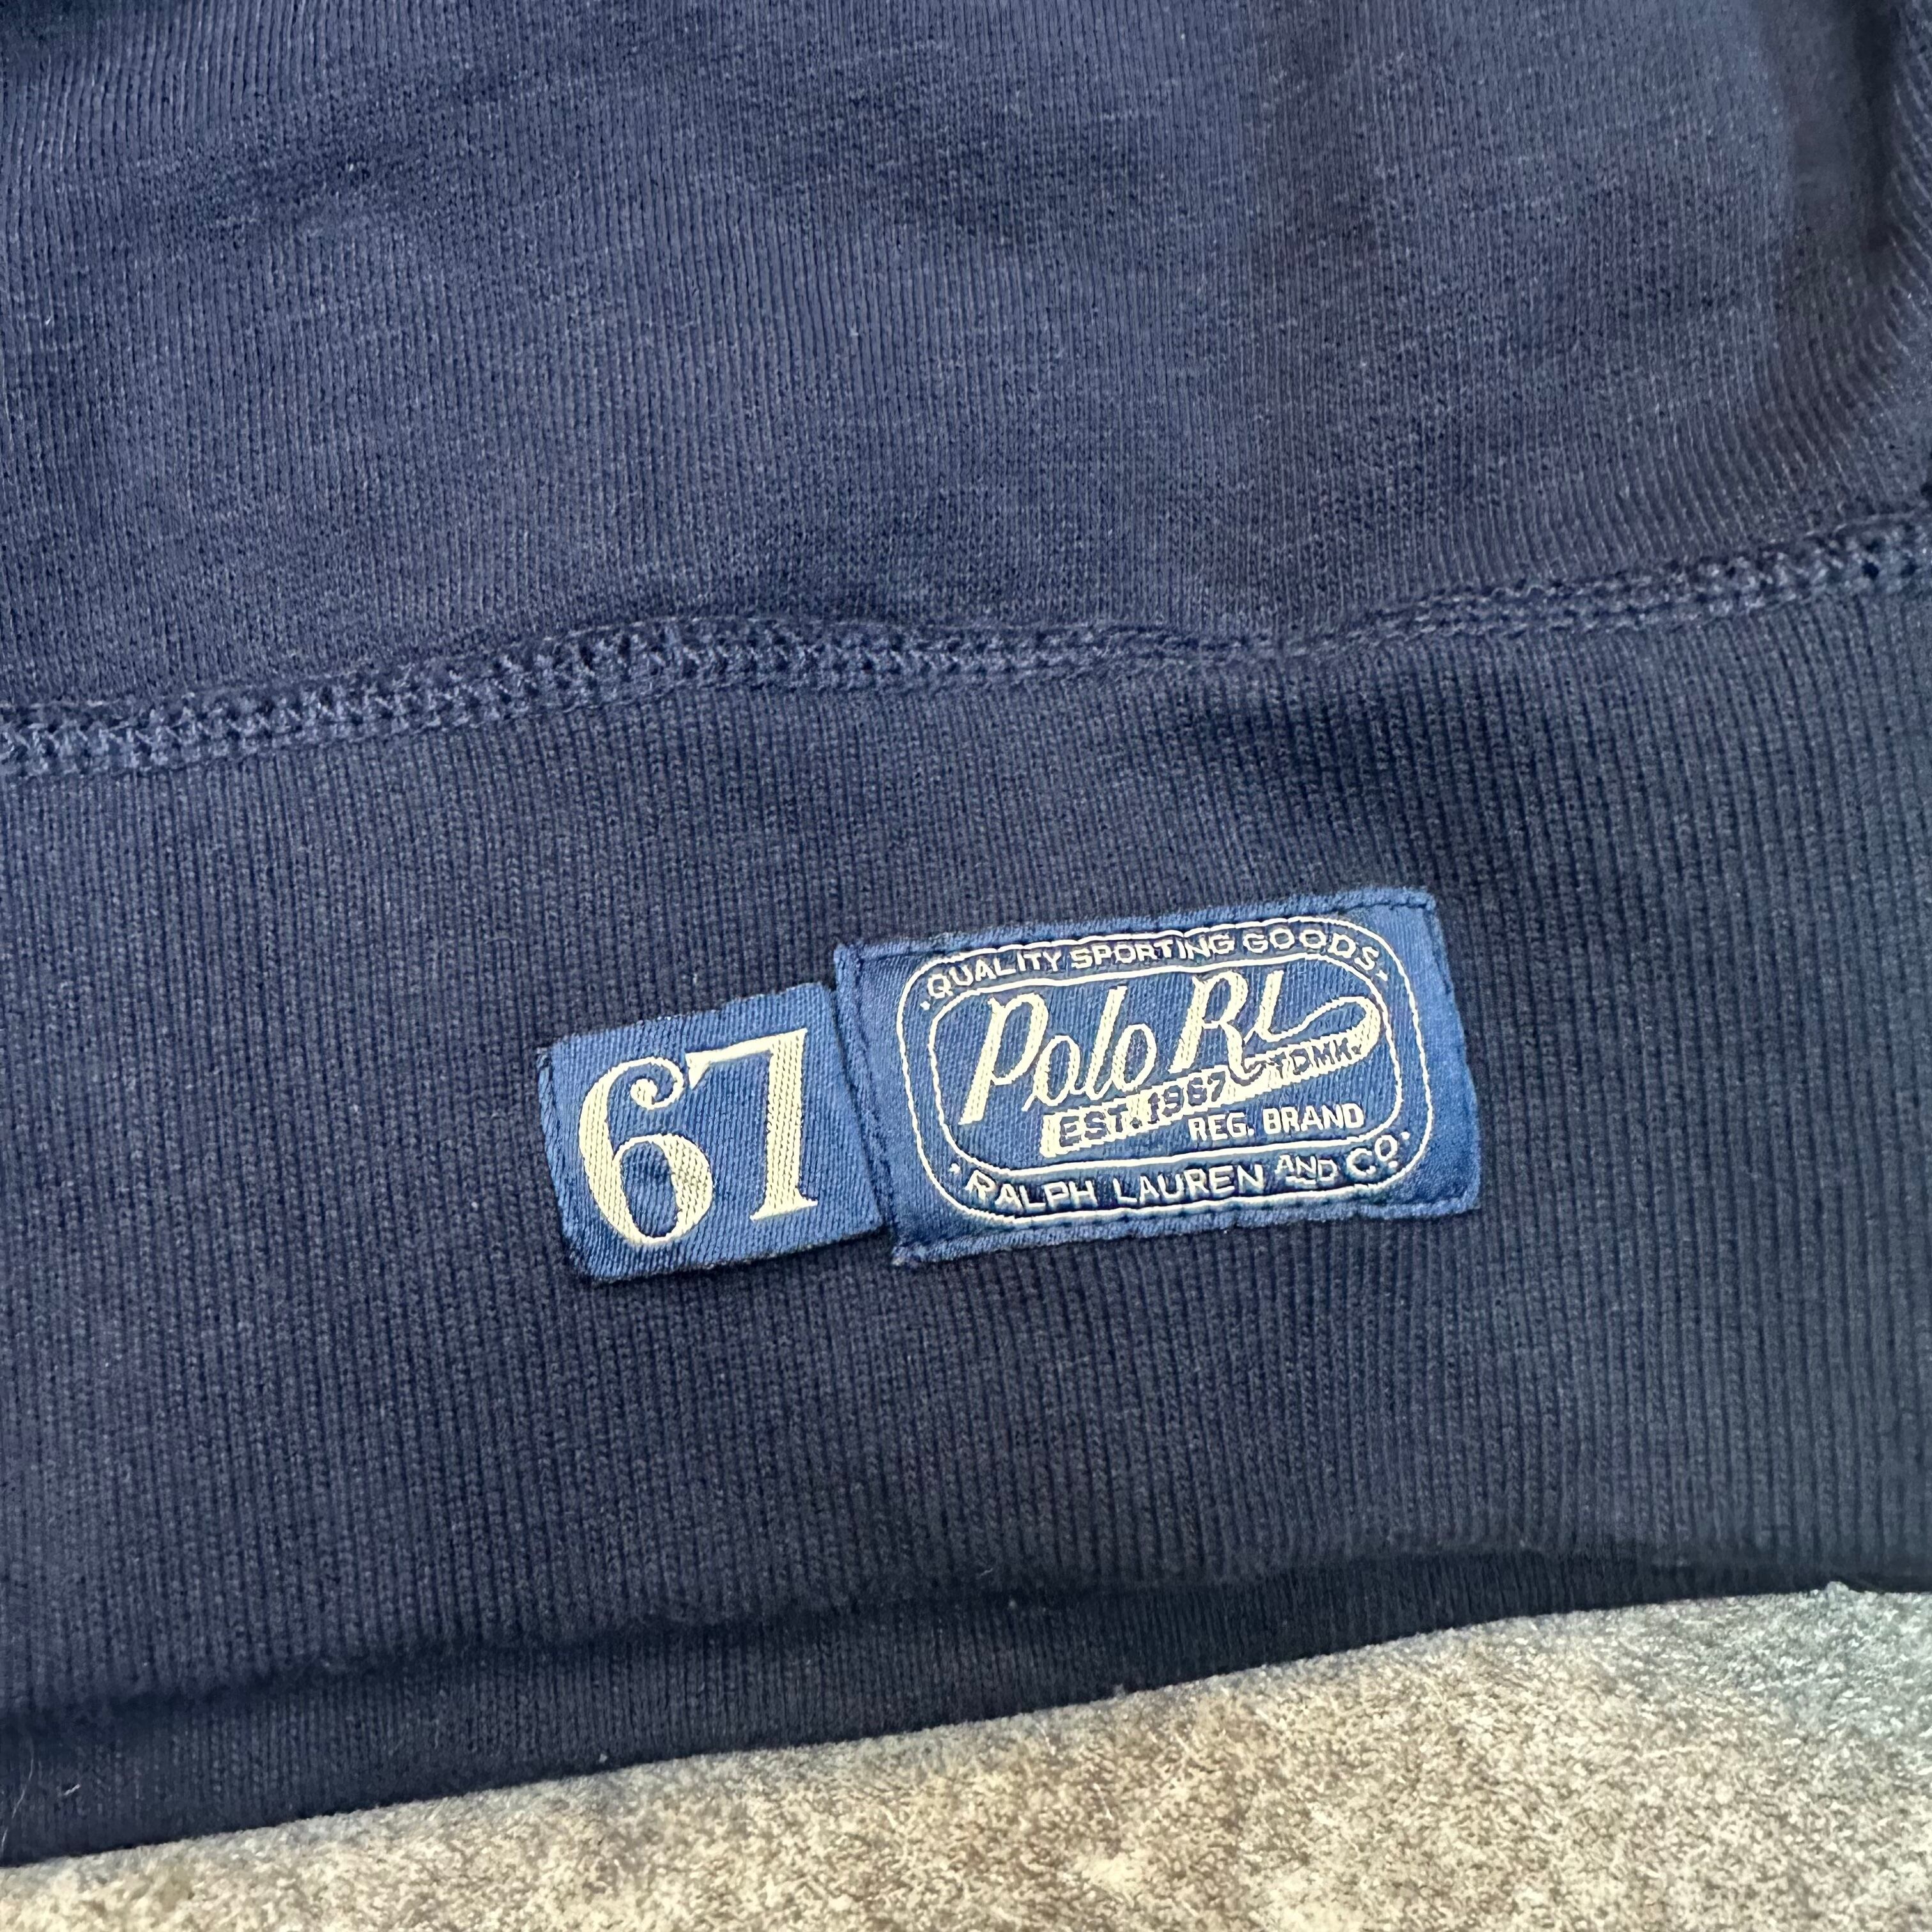 67
·QUALITY SPORTING GOODS·
Polo RL
EST. 1967 TDMK.
REG. BRAND
·RALPH LAUREN AND CO·